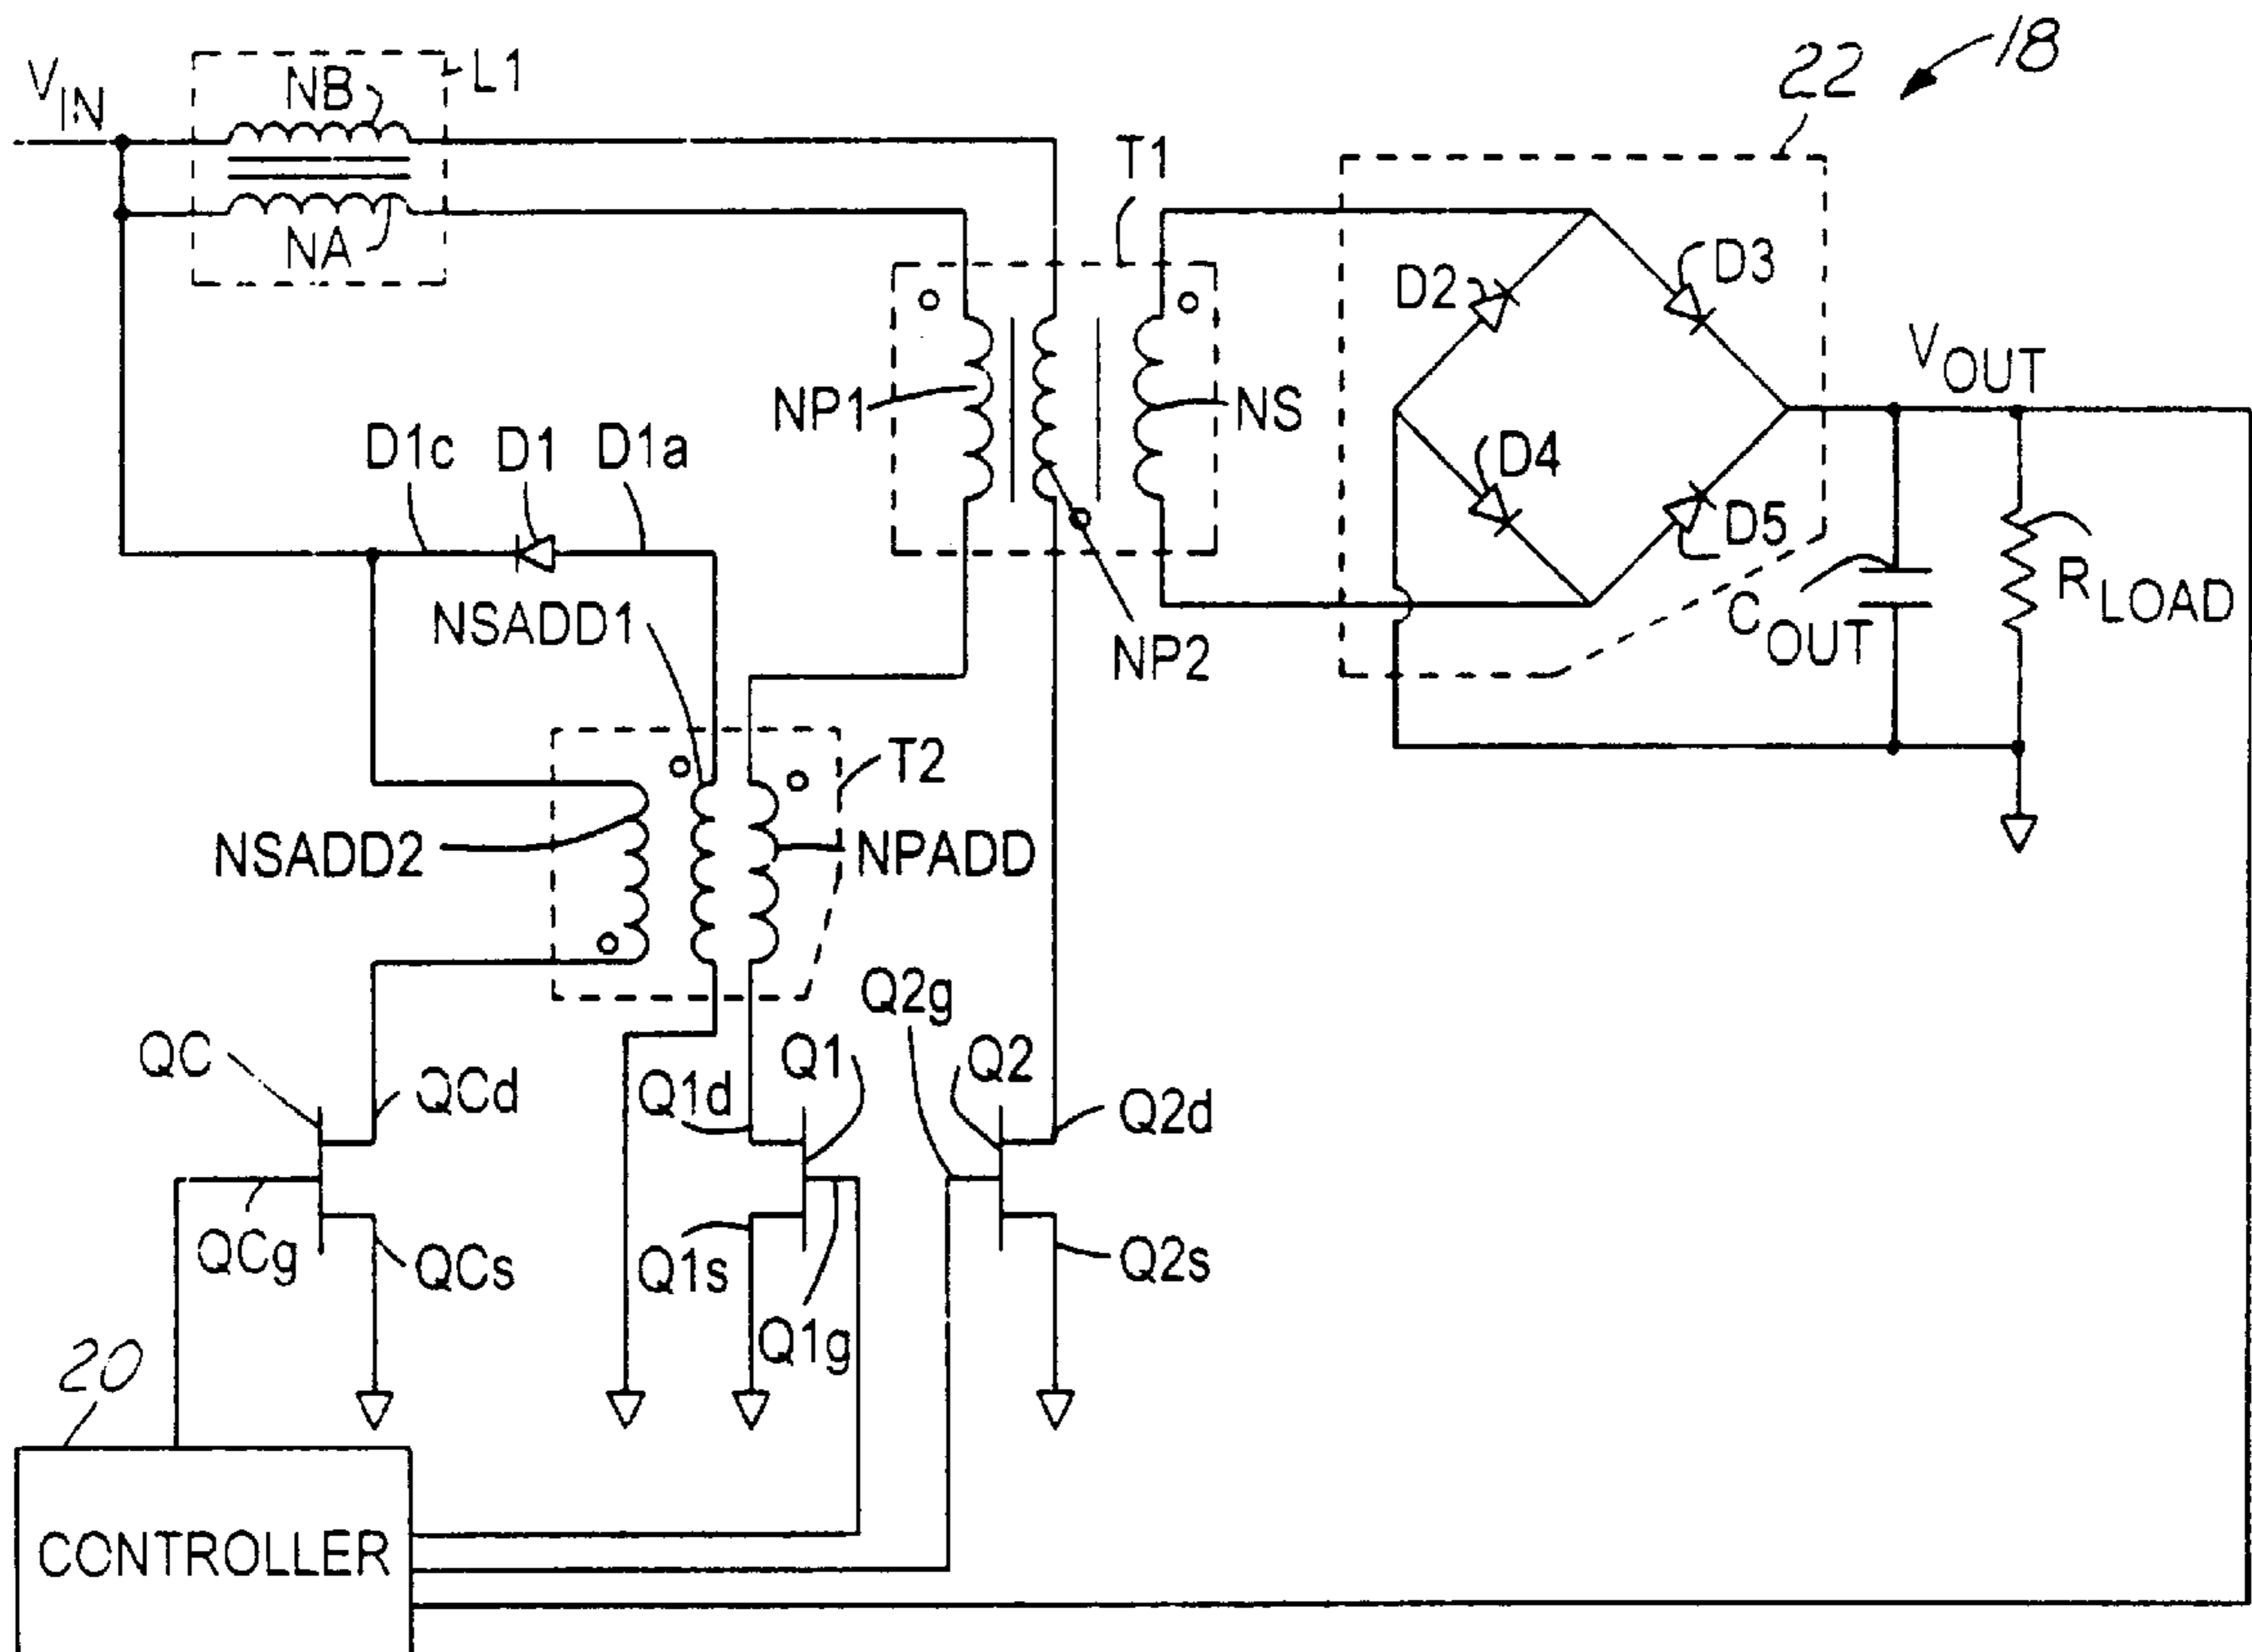 18
22
VIN
NB
L1
NA
T1
D2
D3
VOUT
NP1
NS
D1c
D1
D1a
D4
D5
RLOAD
COUT
NSADD1
NP2
T2
NSADD2
NPADD
Q2g
QC
QCd
Q1d
Q1
Q2
Q2d
QCg
QCs
Q1s
Q2s
Q1g
20
CONTROLLER